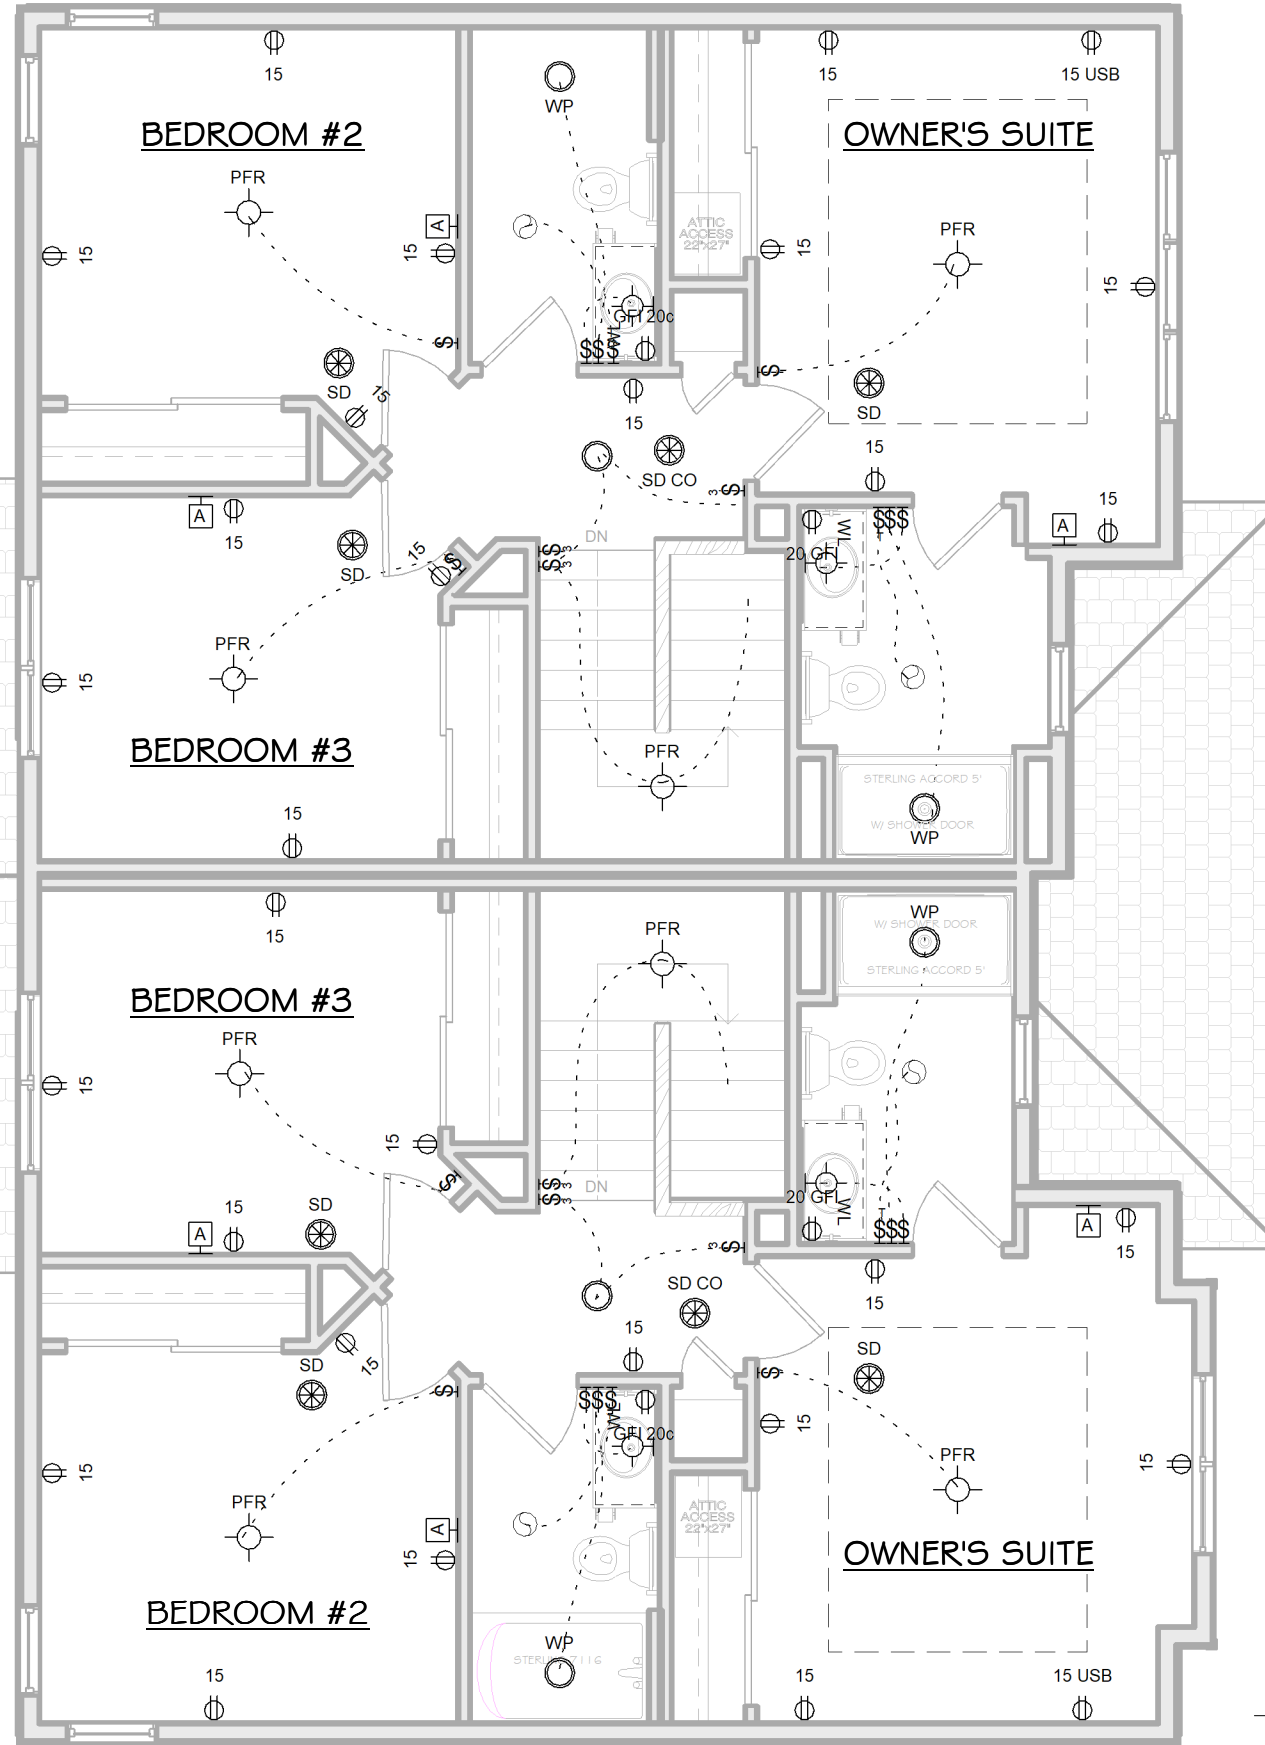 15
15
15 USB
WP
BEDROOM #2
OWNER'S SUITE
PFR
A
15
15
ATTIC
ACCESS
22"x27"
PFR
15
15
GFI 20c
WL
$$$
$
$
SD
15
SD
15
15
SD CO
3
$
A
15
15
WL
$$$
A
15
SD
15
$
DN
$
3
$
3
20 GFI
PFR
15
BEDROOM #3
PFR
STERLING ACCORD 5'
W/ SHOWER DOOR
WP
15
15
PFR
WP
W/ SHOWER DOOR
STERLING ACCORD 5'
BEDROOM #3
PFR
15
15
$
DN
$
3
$
3
20 GFI
WL
$$$
A
15
SD
A
15
3
$
SD CO
15
15
SD
15
SD
$
$
$$$
WL
GFI 20c
15
15
15
PFR
PFR
ATTIC
ACCESS
22"x27"
A
15
OWNER'S SUITE
BEDROOM #2
WP
STERLING 7116
15
15
15 USB